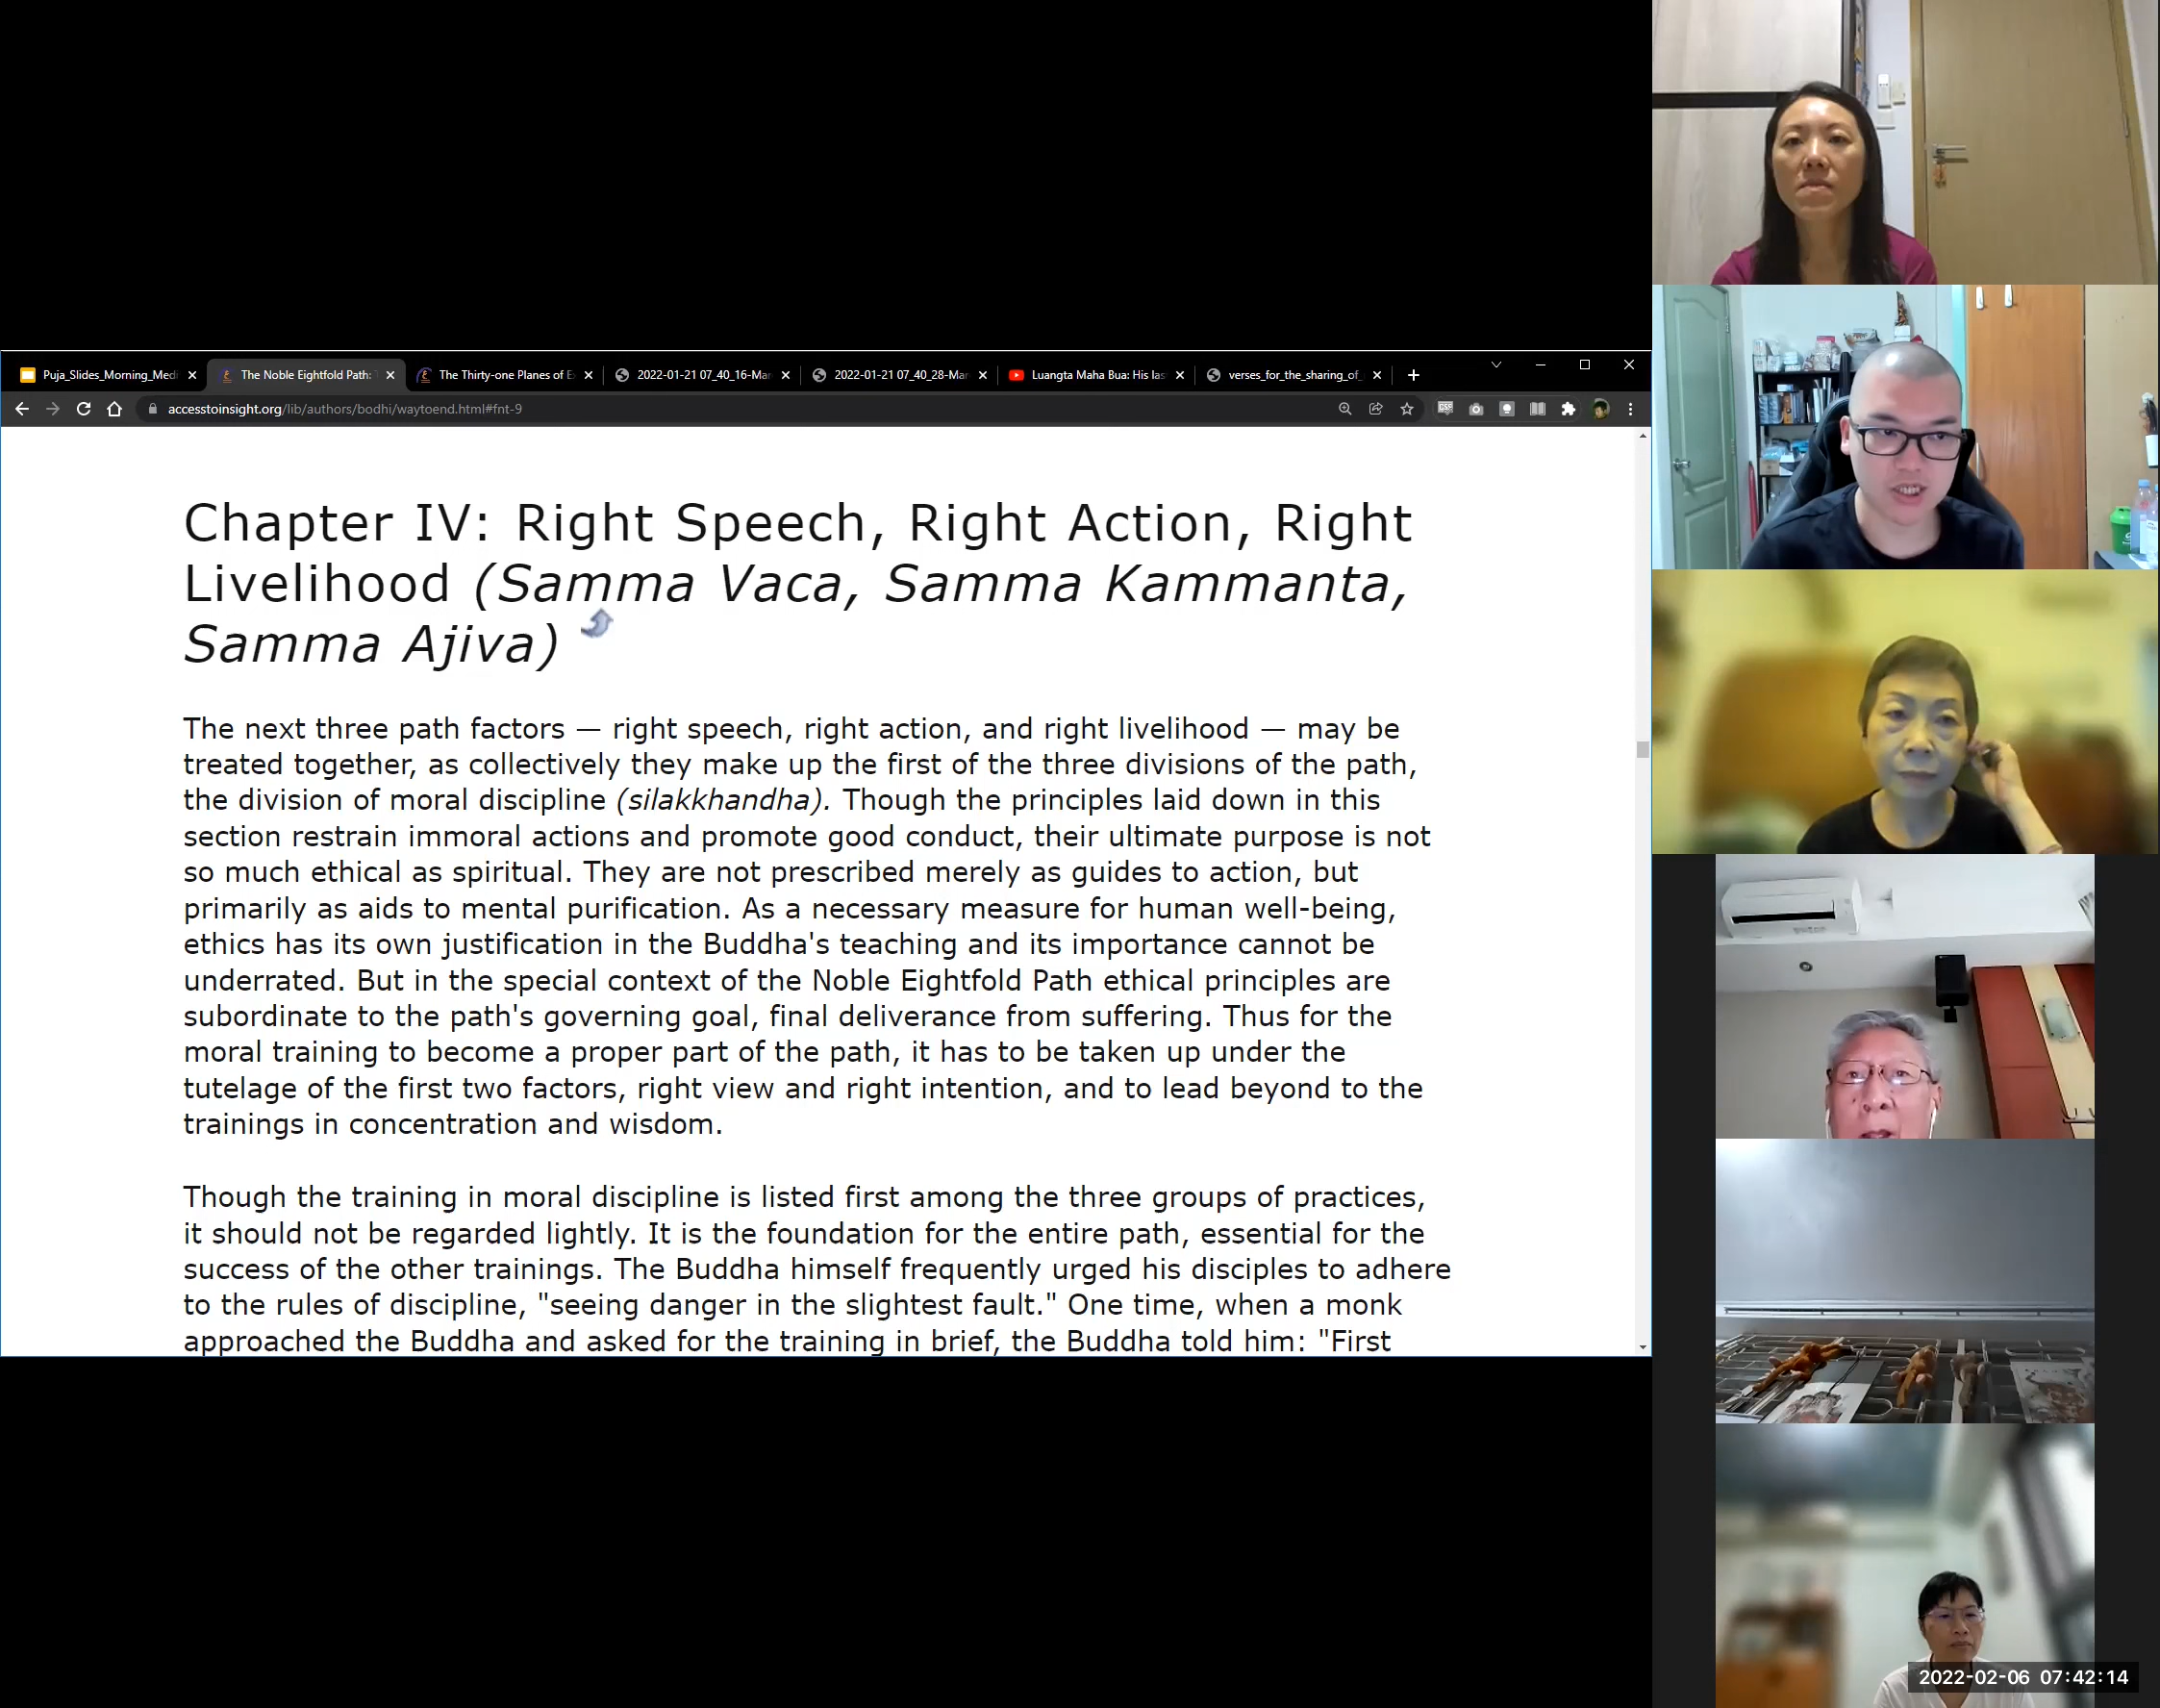 Puja_Slides_Morning_Medi
The Noble Eightfold Path:
The Thirty-one Planes of E
2022-01-21 07_40_16-Mar
2022-01-21 07_40_28-Mar
Luangta Maha Bua: His las
verses_for_the_sharing_of_
accesstoinsight.org/lib/authors/bodhi/waytoend.html#fnt-9
Chapter IV: Right Speech, Right Action, Right
Livelihood (Samma Vaca, Samma Kammanta,
Samma Ajiva)
The next three path factors — right speech, right action, and right livelihood — may be
treated together, as collectively they make up the first of the three divisions of the path,
the division of moral discipline (silakkhandha). Though the principles laid down in this
section restrain immoral actions and promote good conduct, their ultimate purpose is not
so much ethical as spiritual. They are not prescribed merely as guides to action, but
primarily as aids to mental purification. As a necessary measure for human well-being,
ethics has its own justification in the Buddha's teaching and its importance cannot be
underrated. But in the special context of the Noble Eightfold Path ethical principles are
subordinate to the path's governing goal, final deliverance from suffering. Thus for the
moral training to become a proper part of the path, it has to be taken up under the
tutelage of the first two factors, right view and right intention, and to lead beyond to the
trainings in concentration and wisdom.
Though the training in moral discipline is listed first among the three groups of practices,
it should not be regarded lightly. It is the foundation for the entire path, essential for the
success of the other trainings. The Buddha himself frequently urged his disciples to adhere
to the rules of discipline, "seeing danger in the slightest fault." One time, when a monk
approached the Buddha and asked for the training in brief, the Buddha told him: "First
2022-02-06 07:42:14